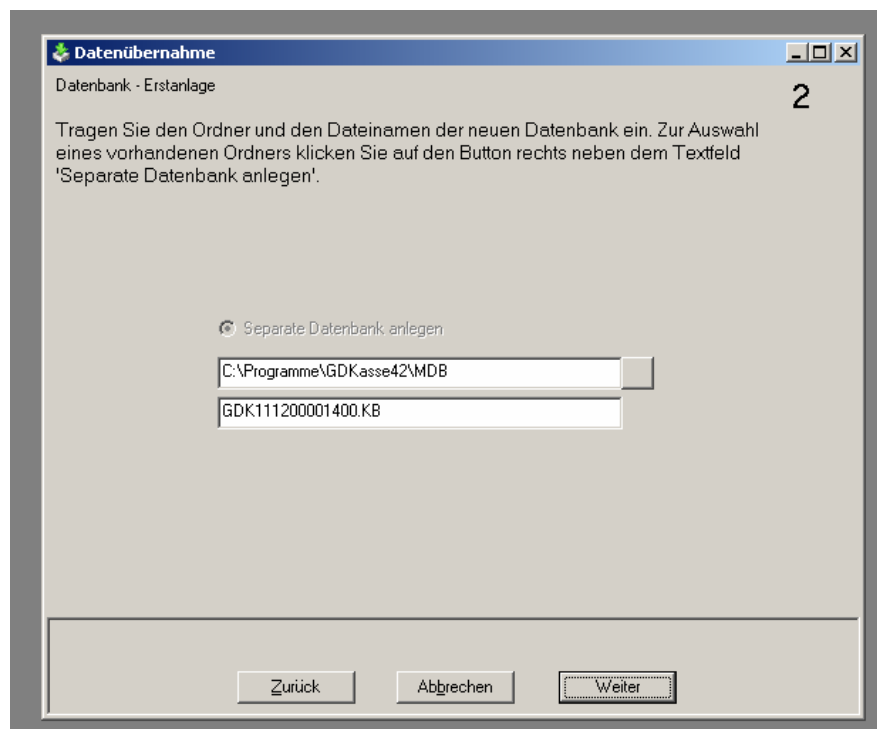 Datenübernahme
Datenbank - Erstanlage
2
Tragen Sie den Ordner und den Dateinamen der neuen Datenbank ein. Zur Auswahl
eines vorhandenen Ordners klicken Sie auf den Button rechts neben dem Textfeld
'Separate Datenbank anlegen'.
Separate Datenbank anlegen
C:\Programme\GDKasse42\MDB
GDK111200001400.KB
Zurück
Abbrechen
Weiter